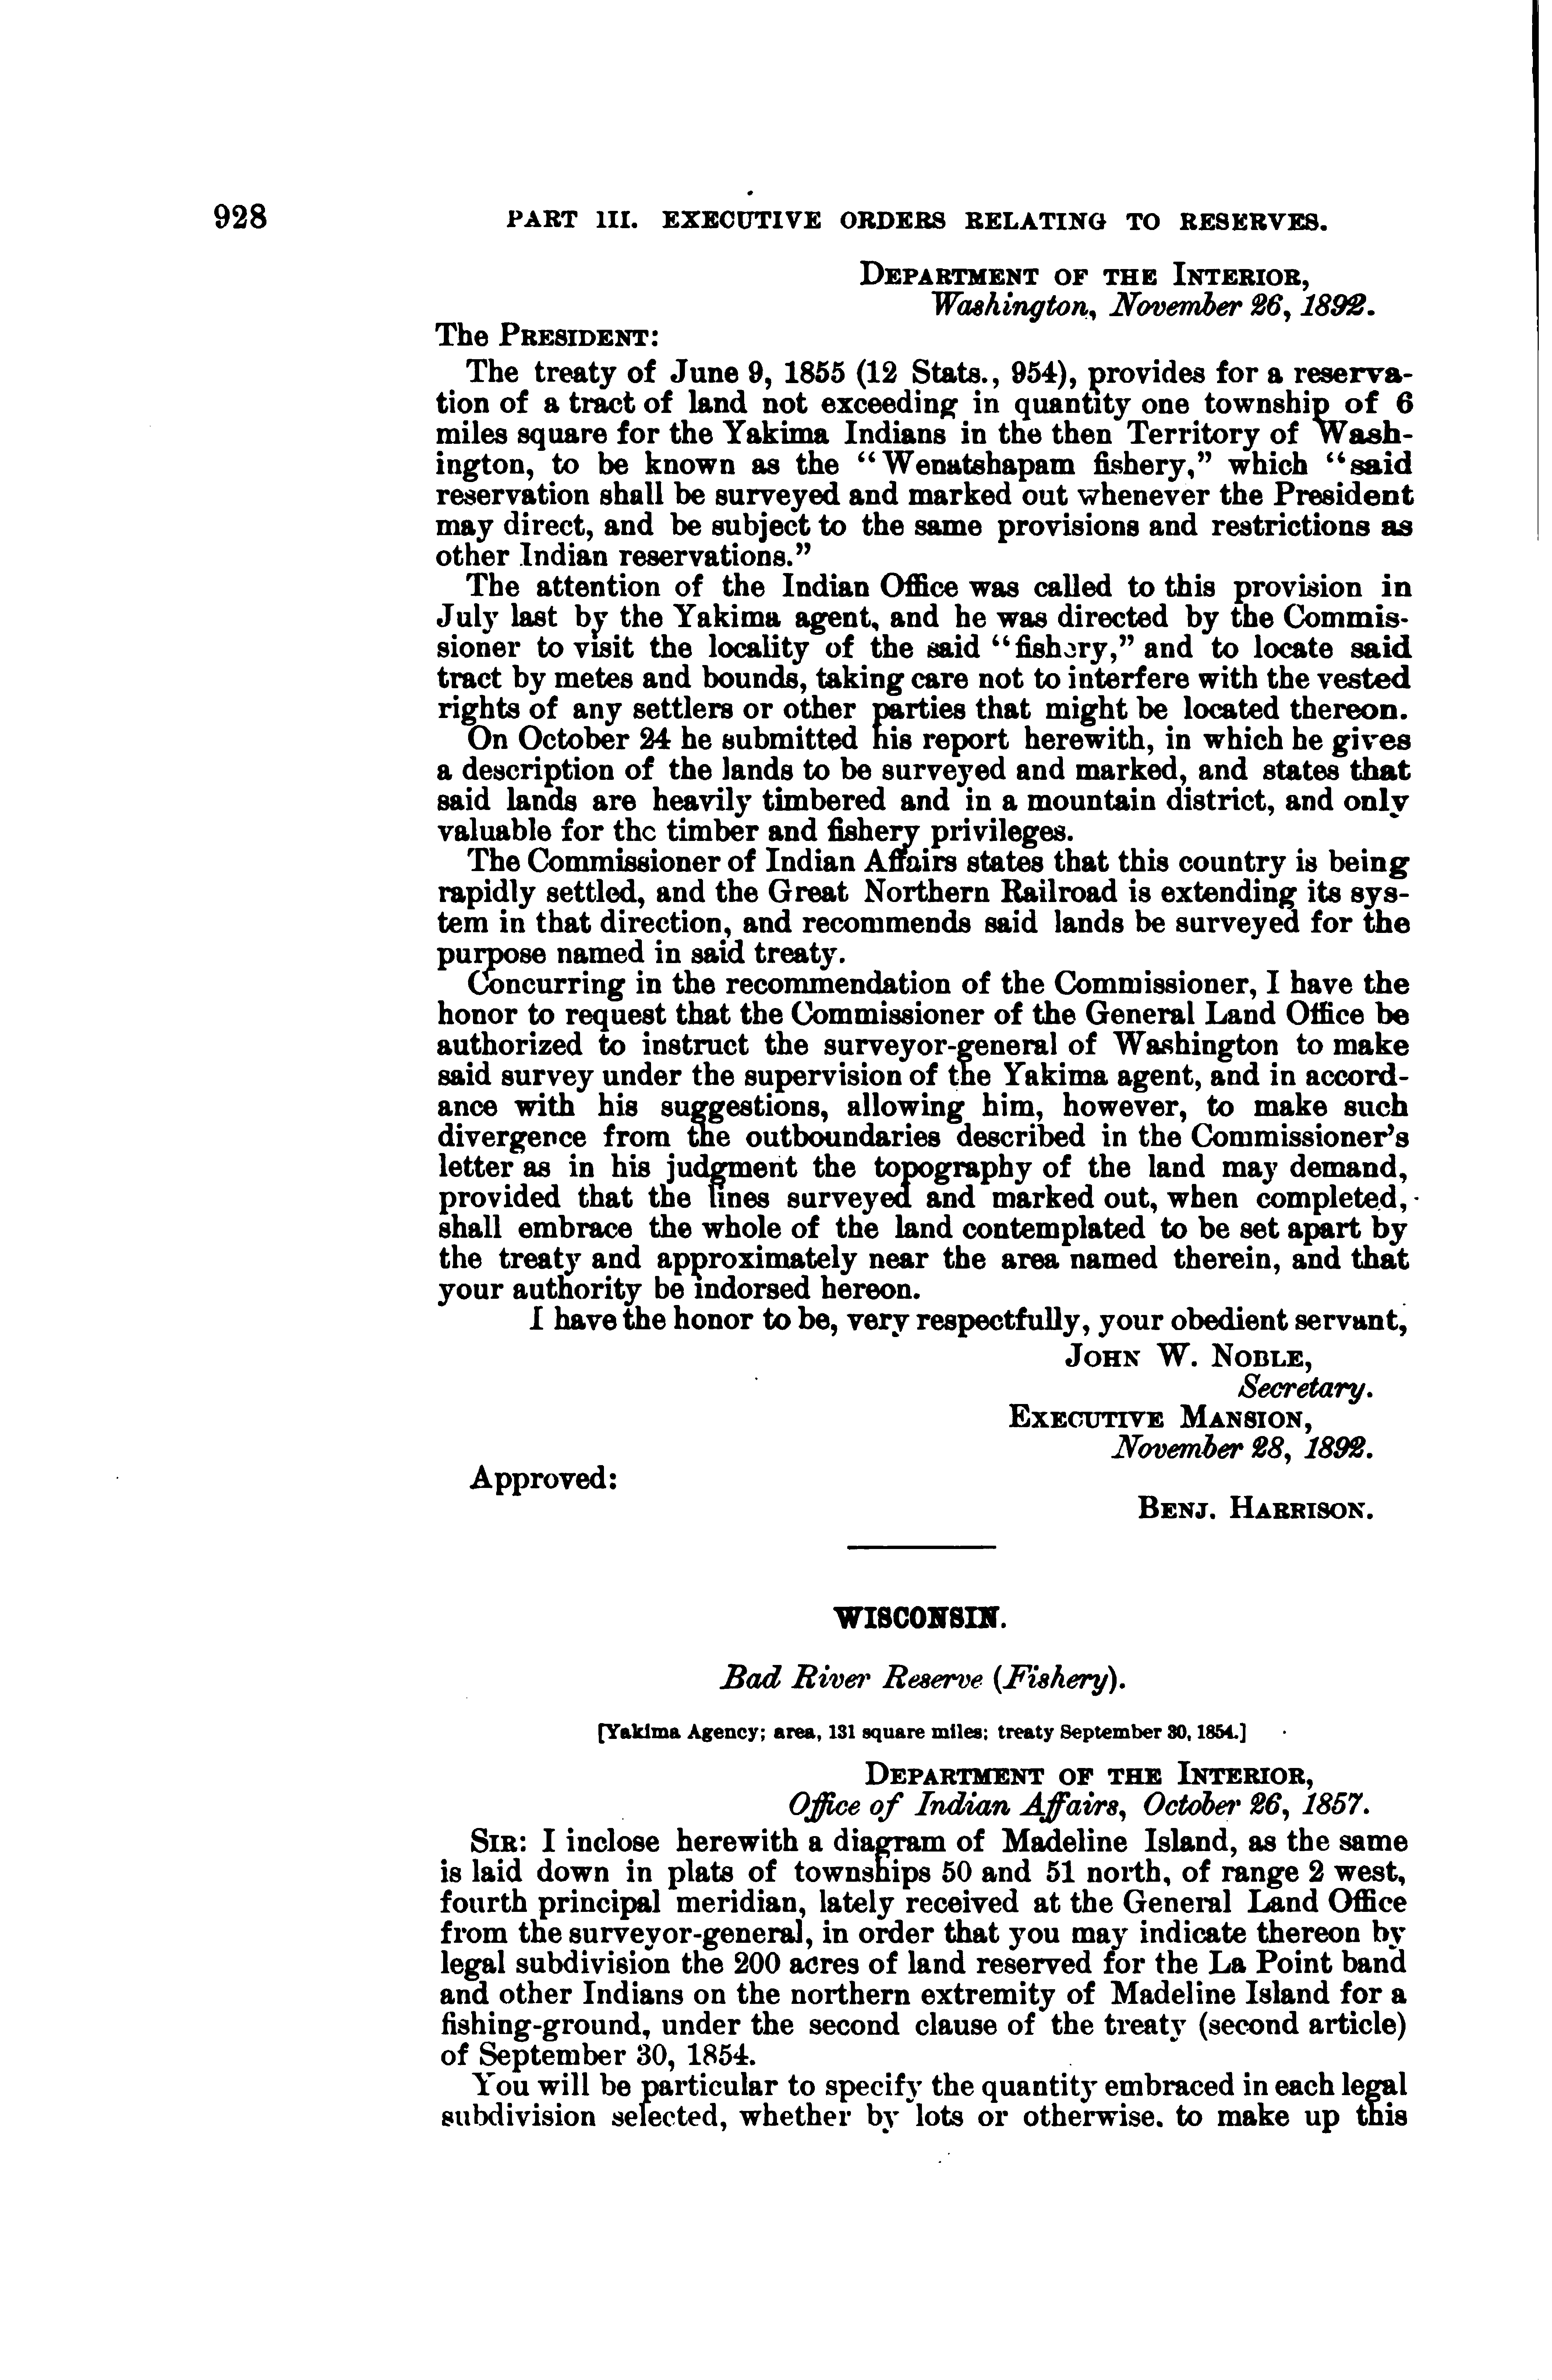 928 PART III. EXECUTIVE ORDERS RELATING TO RESERVES.
DEPARTMENT OF THE INTERIOR,
Washington, November 26, 1892.
The PRESIDENT:
The treaty of June 9, 1855 (12 Stats., 954), provides for a reserva-
tion of a tract of land not exceeding in quantity one township of 6
miles square for the Yakima Indians in the then Territory of Wash-
ington, to be known as the “Wenatshapam fishery,” which “said
reservation shall be surveyed and marked out whenever the President
may direct, and be subject to the same provisions and restrictions as
other Indian reservations.”
The attention of the Indian Office was called to this provision in
July last by the Yakima agent, and he was directed by the Commis-
sioner to visit the locality of the said “fishery,” and to locate said
tract by metes and bounds, taking care not to interfere with the vested
rights of any settlers or other parties that might be located thereon.
On October 24 he submitted his report herewith, in which he gives
a description of the lands to be surveyed and marked, and states that
said lands are heavily timbered and in a mountain district, and only
valuable for the timber and fishery privileges.
The Commissioner of Indian Affairs states that this country is being
rapidly settled, and the Great Northern Railroad is extending its sys-
tem in that direction, and recommends said lands be surveyed for the
purpose named in said treaty.
Concurring in the recommendation of the Commissioner, I have the
honor to request that the Commissioner of the General Land Office be
authorized to instruct the surveyor-general of Washington to make
said survey under the supervision of the Yakima agent, and in accord-
ance with his suggestions, allowing him, however, to make such
divergence from the outboundaries described in the Commissioner's
letter as in his judgment the topography of the land may demand,
provided that the lines surveyed and marked out, when completed,
shall embrace the whole of the land contemplated to be set apart by
the treaty and approximately near the area named therein, and that
your authority be indorsed hereon.
I have the honor to be, very respectfully, your obedient servant,
JOHN W. NOBLE,
Secretary.
EXECUTIVE MANSION,
November 28, 1892.
Approved:
BENJ. HARRISON.
WISCONSIN.
Bad River Reserve (Fishery).
[Yakima Agency; area, 131 square miles; treaty September 30, 1854.]
DEPARTMENT OF THE INTERIOR,
Office of Indian Affairs, October 26, 1857.
SIR: I inclose herewith a diagram of Madeline Island, as the same
is laid down in plats of townships 50 and 51 north, of range 2 west,
fourth principal meridian, lately received at the General Land Office
from the surveyor-general, in order that you may indicate thereon by
legal subdivision the 200 acres of land reserved for the La Point band
and other Indians on the northern extremity of Madeline Island for a
fishing-ground, under the second clause of the treaty (second article)
of September 30, 1854.
You will be particular to specify the quantity embraced in each legal
subdivision selected, whether by lots or otherwise. to make up this